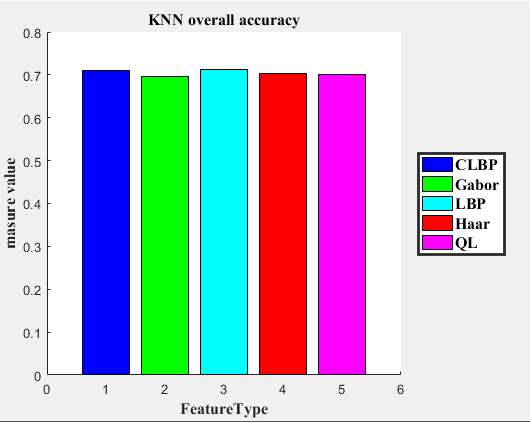 KNN overall accuracy
0.8
0.7
0.6
0.5
0.4
0.3
0.2
0.1
0
masure value
0 1 2 3 4 5 6
FeatureType
CLBP
Gabor
LBP
Haar
QL